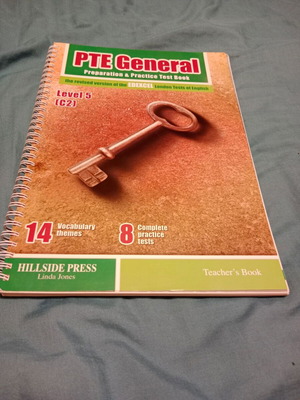 PTE General
Preparation & Practice Test Book
the revised version of the EDEXCEL London Tests of English
Level 5
(C2)
14 Vocabulary themes
8 Complete practice tests
HILLSIDE PRESS
Linda Jones
Teacher's Book